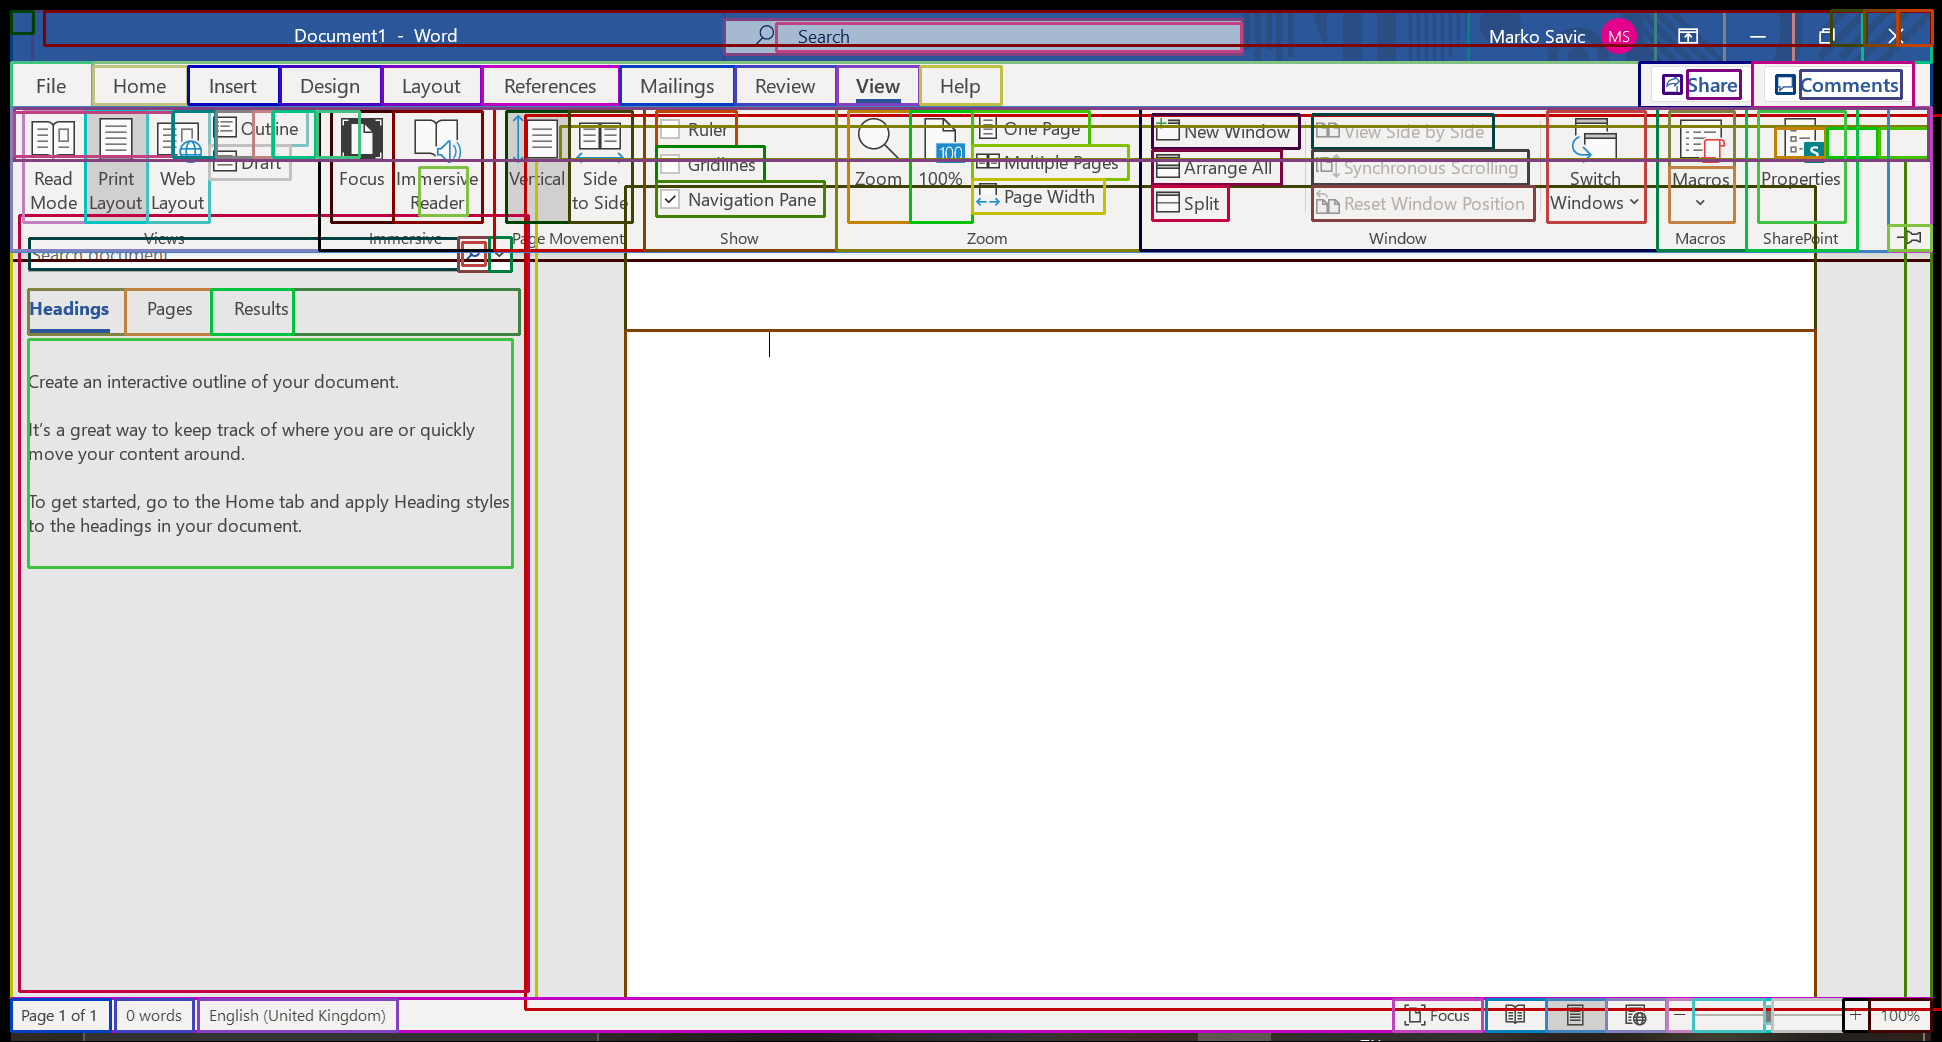 Document1 - Word
Search
Marko Savic
MS
File
Home
Insert
Design
Layout
References
Mailings
Review
View
Help
Share
Comments
Read
Mode
Print
Layout
Web
Layout
Outline
Draft
Views
Focus
Immersive
Reader
Immersive
Vertical
Side
to Side
Page Movement
Ruler
Gridlines
Navigation Pane
Show
Zoom
100
100%
One Page
Multiple Pages
Page Width
Zoom
New Window
Arrange All
Split
View Side by Side
Synchronous Scrolling
Reset Window Position
Switch
Windows
Window
Macros
Macros
S
Properties
SharePoint
Search document
Headings
Pages
Results
Create an interactive outline of your document.
It's a great way to keep track of where you are or quickly
move your content around.
To get started, go to the Home tab and apply Heading styles
to the headings in your document.
Page 1 of 1
0 words
English (United Kingdom)
Focus
100%